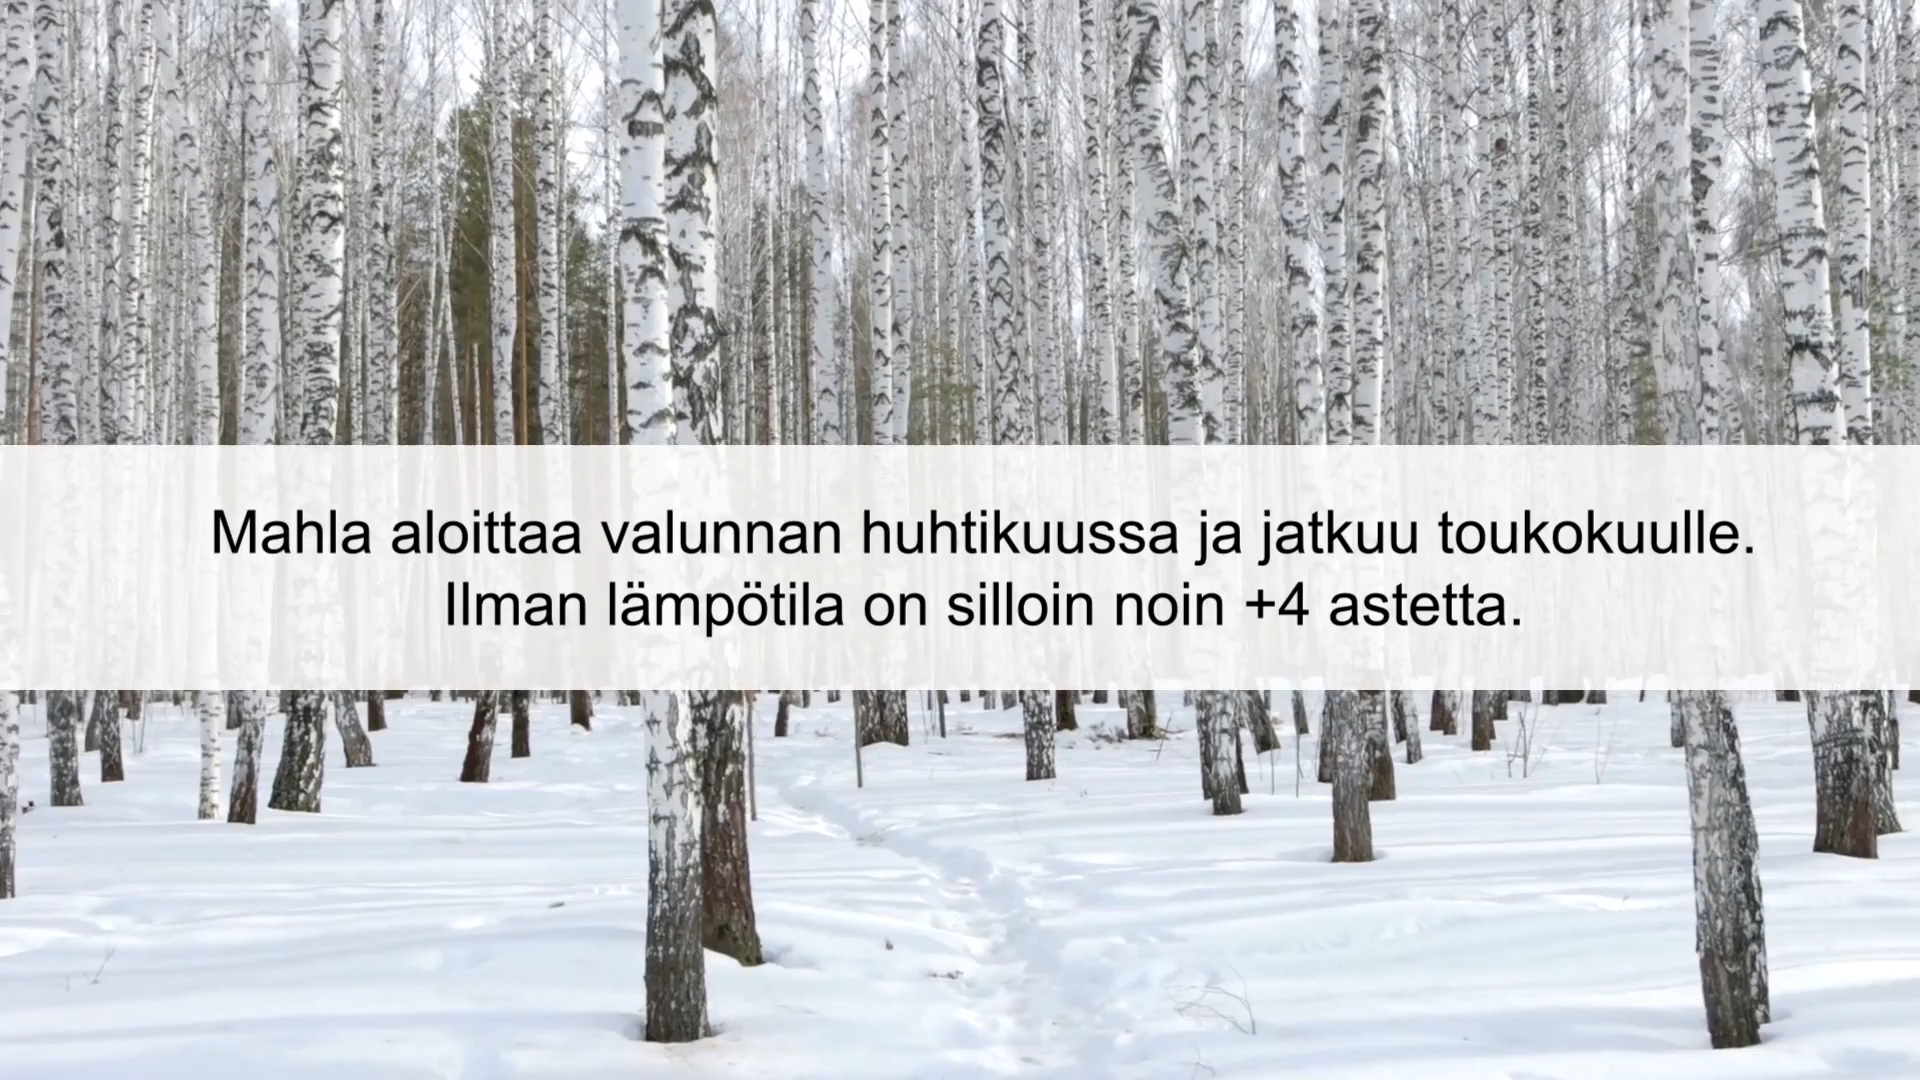 Mahla aloittaa valunnan huhtikuussa ja jatkuu toukokuulle.
Ilman lämpötila on silloin noin +4 astetta.